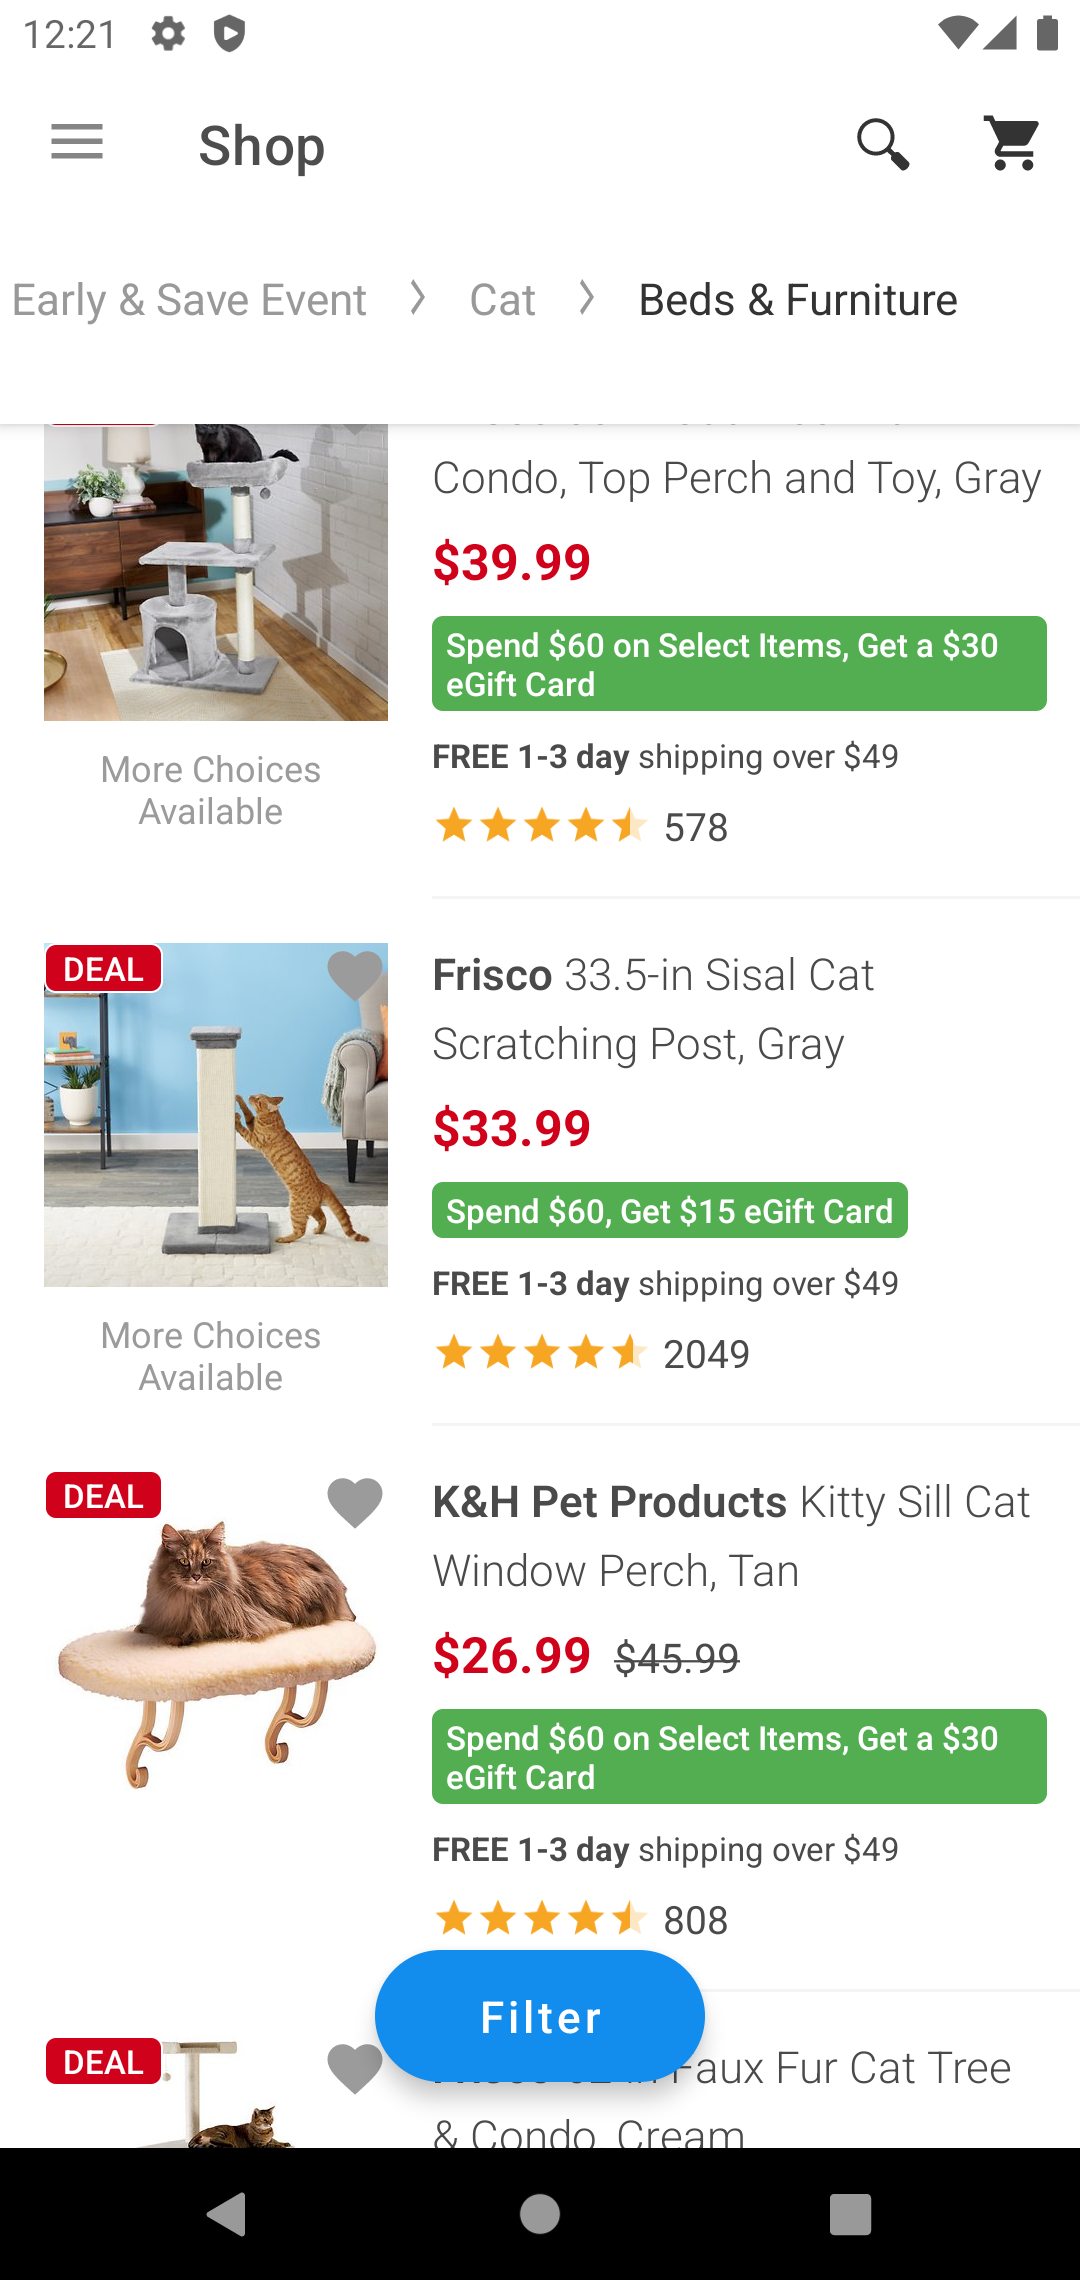 12:21
Shop
Early & Save Event
Cat
Beds & Furniture
Condo, Top Perch and Toy, Gray
$39.99
Spend $60 on Select Items, Get a $30
eGift Card
FREE 1-3 day shipping over $49
578
More Choices
Available
DEAL
Frisco 33.5-in Sisal Cat
Scratching Post, Gray
$33.99
Spend $60, Get $15 eGift Card
FREE 1-3 day shipping over $49
2049
More Choices
Available
DEAL
K&H Pet Products Kitty Sill Cat
Window Perch, Tan
$26.99 $45.99
Spend $60 on Select Items, Get a $30
eGift Card
FREE 1-3 day shipping over $49
808
Filter
DEAL
Faux Fur Cat Tree
& Condo, Cream